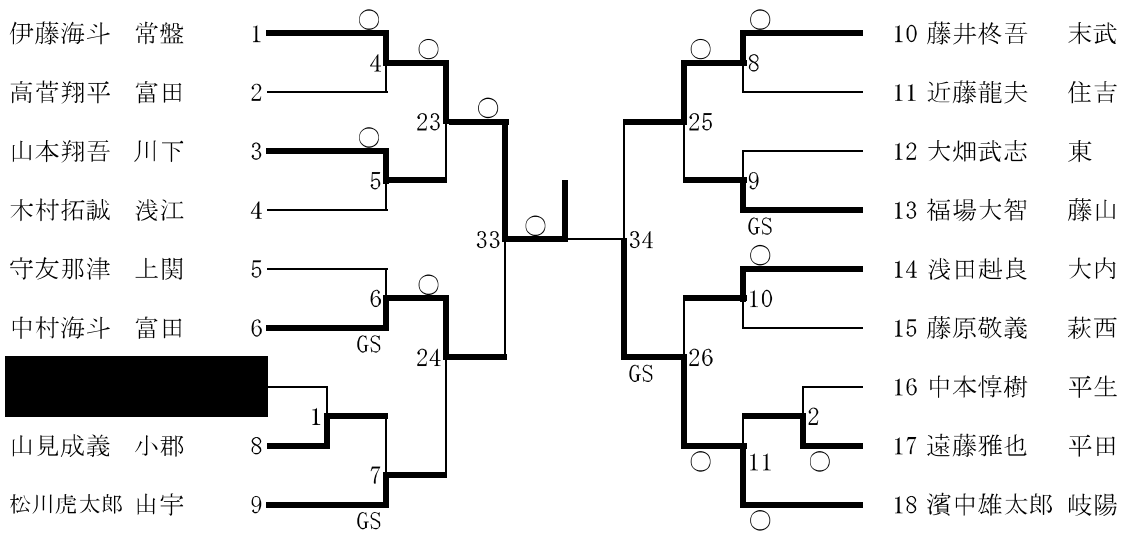 伊藤海斗 常盤 1
高菅翔平 富田 2
山本翔吾 川下 3
木村拓誠 浅江 4
守友那津 上関 5
中村海斗 富田 6
山見成義 小郡 8
松川虎太郎 山宇 9
4
5
6
GS
1
7
GS
23
24
33
34
GS
25
26
8
9
GS
10
2
11
10 藤井柊吾 末武
11 近藤龍夫 住吉
12 大畑武志 東
13 福場大智 藤山
14 浅田赳良 大内
15 藤原敬義 萩西
16 中本惇樹 平生
17 遠藤雅也 平田
18 濱中雄太郎 岐陽